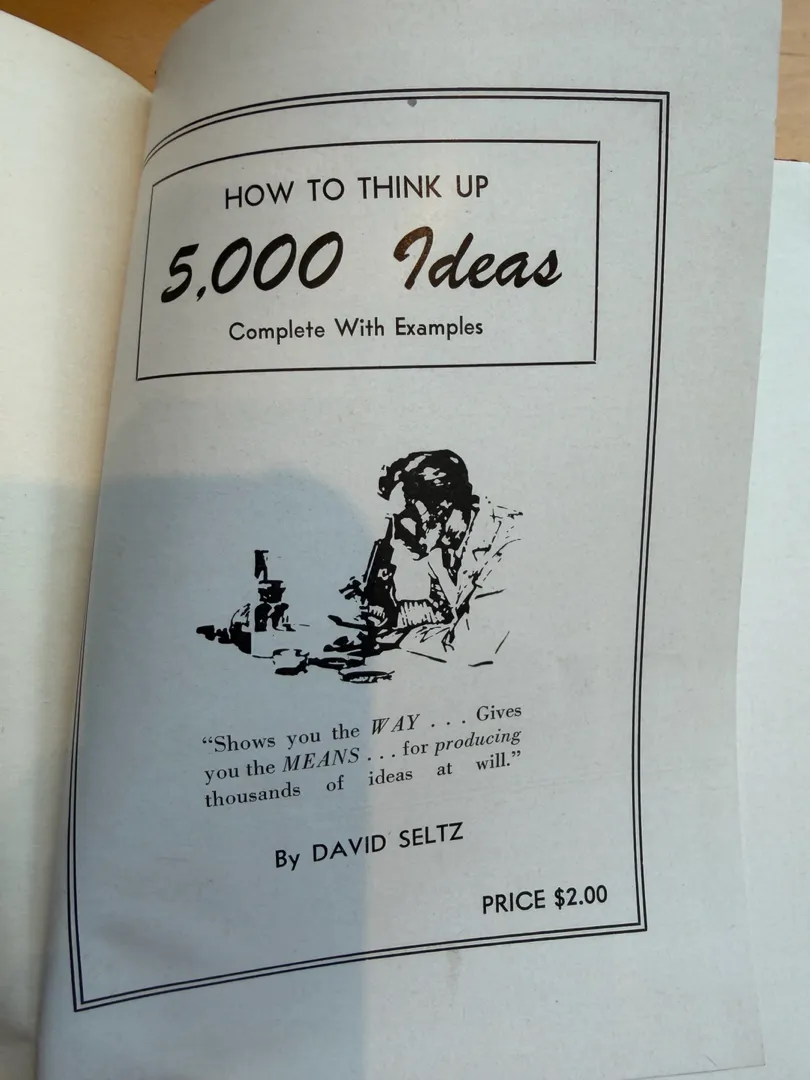 HOW TO THINK UP
5,000 Ideas
Complete With Examples
“Shows you the WAY . . . Gives
you the MEANS . . . for producing
thousands of ideas at will.”
By DAVID SELTZ
PRICE $2.00